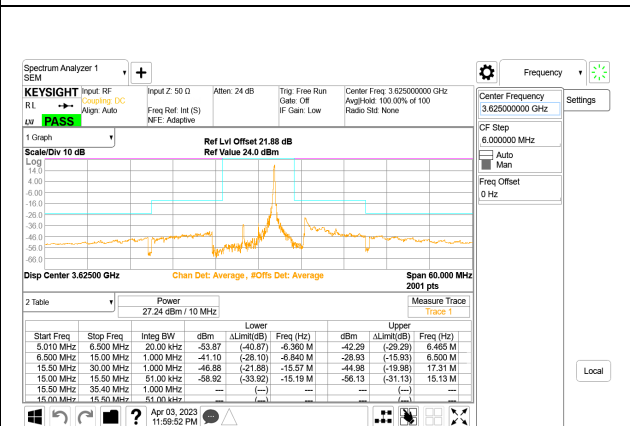 Spectrum Analyzer 1
SEM
Frequency
KEYSIGHT Input: RF Input Z: 50 Ω Atten: 24 dB Trig: Free Run Center Freq: 3.625000000 GHz
Coupling: DC Gate: Off Avg|Hold: 100.00% of 100
RL Align: Auto Freq Ref: Int (S) IF Gain: Low Radio Std: None
NFE: Adaptive
PASS
Center Frequency
3.625000000 GHz
Settings
CF Step
6.000000 MHz
Auto
Man
Freq Offset
0 Hz
Local
1 Graph
Ref Lvl Offset 21.88 dB
Scale/Div 10 dB Ref Value 24.0 dBm
Log
14.0
4.00
-6.00
-16.0
-26.0
-36.0
-46.0
-56.0
-66.0
Disp Center 3.62500 GHz Chan Det: Average, #Offs Det: Average Span 60.000 MHz
2001 pts
2 Table
Power
27.24 dBm / 10 MHz
Measure Trace
Trace 1
Lower Upper
Start Freq Stop Freq Integ BW dBm ΔLimit(dB) Freq (Hz) dBm ΔLimit(dB) Freq (Hz)
5.010 MHz 6.500 MHz 20.00 kHz -53.87 (-40.87) -6.360 M -42.29 (-29.29) 6.465 M
6.500 MHz 15.00 MHz 1.000 MHz -41.10 (-28.10) -6.840 M -28.93 (-15.93) 6.500 M
15.50 MHz 30.00 MHz 1.000 MHz -46.88 (-21.88) -15.57 M -44.98 (-19.98) 17.31 M
15.00 MHz 15.50 MHz 51.00 kHz -58.92 (-33.92) -15.19 M -56.13 (-31.13) 15.13 M
15.50 MHz 35.40 MHz 1.000 MHz --- (---) --- --- (---) ---
15.00 MHz 15.50 MHz 51.00 kHz --- (---) --- --- (---) ---
? Apr 03, 2023
11:59:52 PM